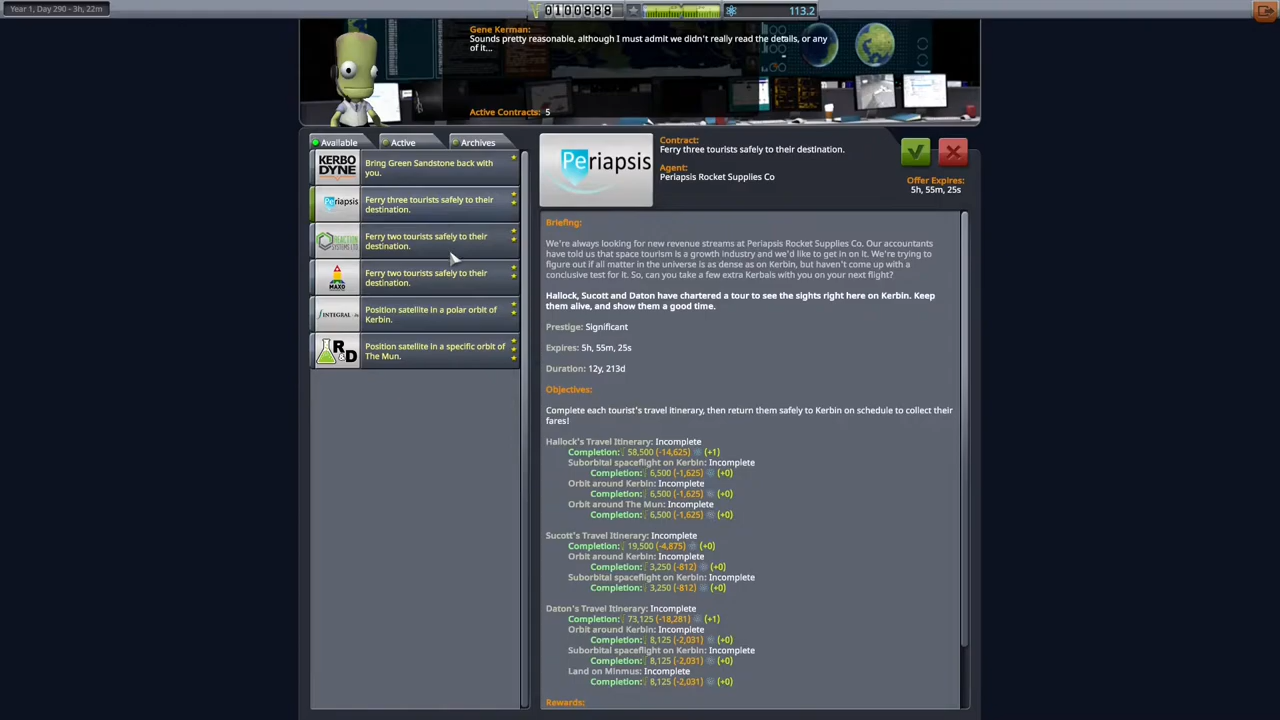 Year 1, Day 290 - 3h, 22m
0100888
113.2
Gene Kerman:
Sounds pretty reasonable, although I must admit we didn't really read the details, or any
of it...
Active Contracts: 5
Available
Active
Archives
KERBO
DYNE
Bring Green Sandstone back with
you.
Periapsis
Ferry three tourists safely to their
destination.
REACTION
SYSTEMS LTD
Ferry two tourists safely to their
destination.
MAXO
Ferry two tourists safely to their
destination.
INTEGRAL
Position satellite in a polar orbit of
Kerbin.
R&D
Position satellite in a specific orbit of
The Mun.
Periapsis
Contract:
Ferry three tourists safely to their destination.
Agent:
Periapsis Rocket Supplies Co
Offer Expires:
5h, 55m, 25s
Briefing:
We're always looking for new revenue streams at Periapsis Rocket Supplies Co. Our accountants
have told us that space tourism is a growth industry and we'd like to get in on it. We're trying to
figure out if all matter in the universe is as dense as on Kerbin, but haven't come up with a
conclusive test for it. So, can you take a few extra Kerbals with you on your next flight?
Hallock, Sucott and Daton have chartered a tour to see the sights right here on Kerbin. Keep
them alive, and show them a good time.
Prestige: Significant
Expires: 5h, 55m, 25s
Duration: 12y, 213d
Objectives:
Complete each tourist's travel itinerary, then return them safely to Kerbin on schedule to collect their
fares!
Hallock's Travel Itinerary: Incomplete
Completion: 58,500 (-14,625) (+1)
Suborbital spaceflight on Kerbin: Incomplete
Completion: 6,500 (-1,625) (+0)
Orbit around Kerbin: Incomplete
Completion: 6,500 (-1,625) (+0)
Orbit around The Mun: Incomplete
Completion: 6,500 (-1,625) (+0)
Sucott's Travel Itinerary: Incomplete
Completion: 19,500 (-4,875) (+0)
Orbit around Kerbin: Incomplete
Completion: 3,250 (-812) (+0)
Suborbital spaceflight on Kerbin: Incomplete
Completion: 3,250 (-812) (+0)
Daton's Travel Itinerary: Incomplete
Completion: 73,125 (-18,281) (+1)
Orbit around Kerbin: Incomplete
Completion: 8,125 (-2,031) (+0)
Suborbital spaceflight on Kerbin: Incomplete
Completion: 8,125 (-2,031) (+0)
Land on Minmus: Incomplete
Completion: 8,125 (-2,031) (+0)
Rewards: